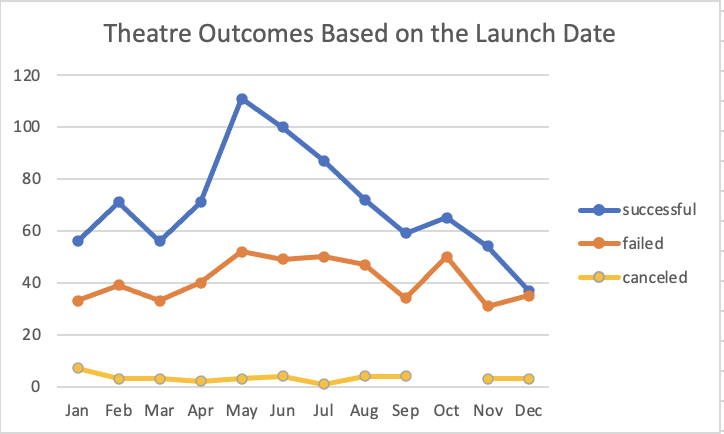 Theatre Outcomes Based on the Launch Date
120
100
80
60
40
20
0
Jan Feb Mar Apr May Jun Jul Aug Sep Oct Nov Dec
successful
failed
canceled